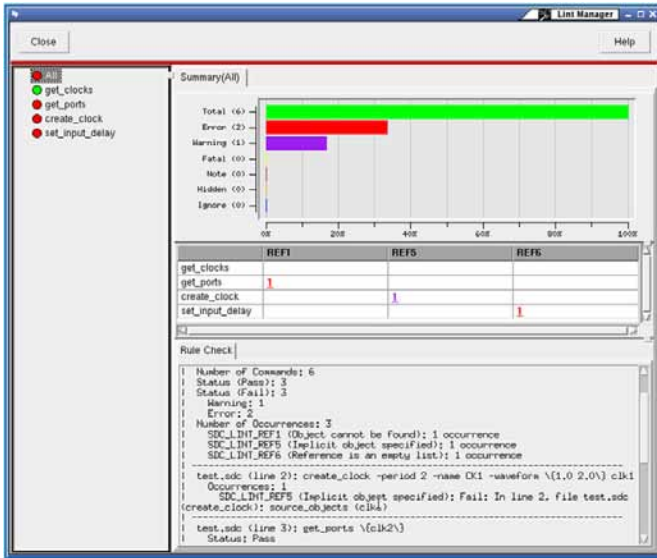 Lint Manager
Close
Help
All
get_clocks
get_ports
create_clock
set_input_delay
Summary(All)
Total (6)
Error (2)
Warning (1)
Fatal (0)
Note (0)
Hidden (0)
Ignore (0)
0% 20% 40% 60% 80% 100%
REF1 REF5 REF6
get_clocks
get_ports 1
create_clock 1
set_input_delay 1
Rule Check
| Number of Commands: 6
| Status (Pass): 3
| Status (Fail): 3
| Warning: 1
| Error: 2
| Number of Occurrences: 3
| SDC_LINT_REF1 (Object cannot be found): 1 occurrence
| SDC_LINT_REF5 (Implicit object specified): 1 occurrence
| SDC_LINT_REF6 (Reference is an empty list): 1 occurrence
| ------------------------------------------------------------
| test.sdc (line 2): create_clock -period 2 -name CK1 -waveform \{1.0 2.0\} clk1
| Occurrences: 1
| SDC_LINT_REF5 (Implicit object specified): Fail: In line 2, file test.sdc
(create_clock): source_objects (clk1)
| ------------------------------------------------------------
| test.sdc (line 3): get_ports \{clk2\}
| Status: Pass